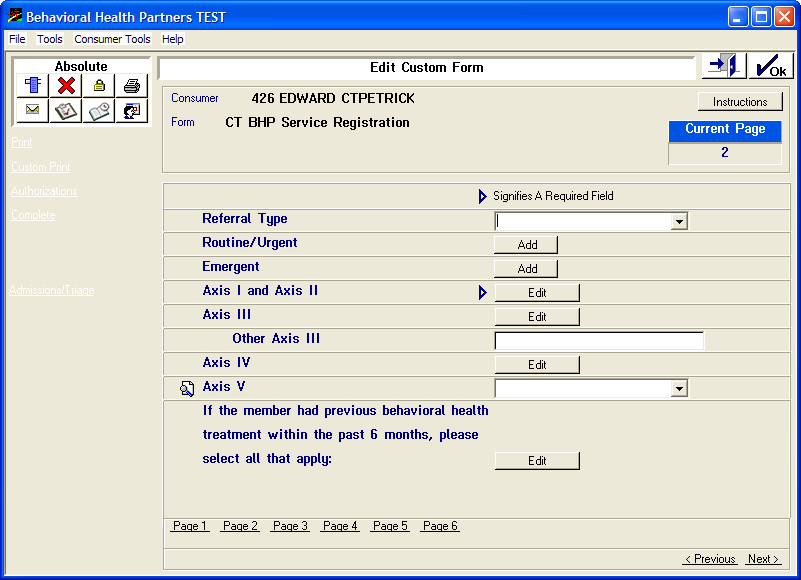 Behavioral Health Partners TEST
File Tools Consumer Tools Help
Absolute
Edit Custom Form
Ok
Consumer 426 EDWARD CTPETRICK
Instructions
Form CT BHP Service Registration
Current Page
2
Print
Custom Print
Authorizations
Complete
Admissions/Triage
Signifies A Required Field
Referral Type
Routine/Urgent Add
Emergent Add
Axis I and Axis II Edit
Axis III Edit
Other Axis III
Axis IV Edit
Axis V
If the member had previous behavioral health
treatment within the past 6 months, please
select all that apply: Edit
Page 1 Page 2 Page 3 Page 4 Page 5 Page 6
< Previous Next >